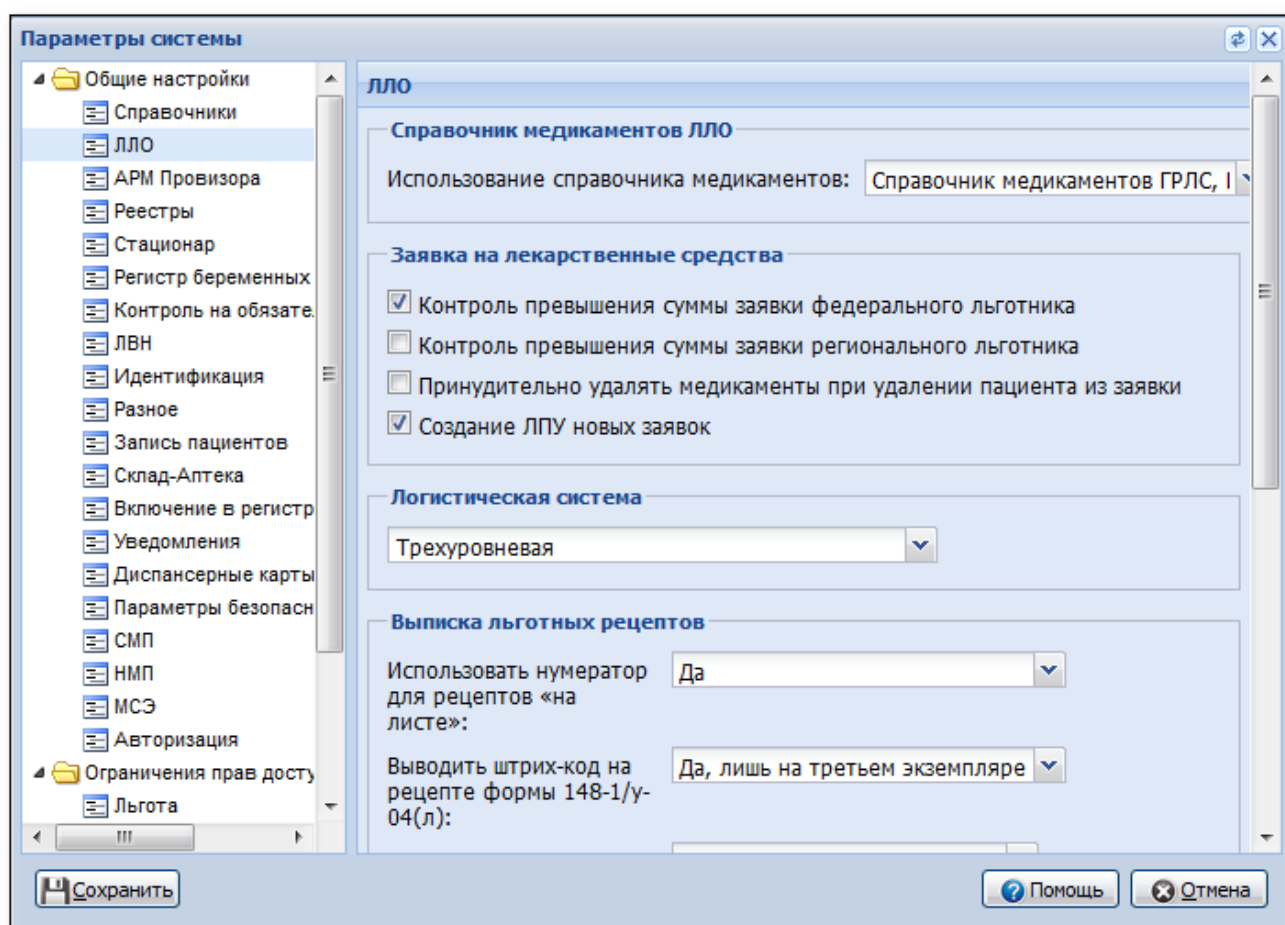 Параметры системы
Общие настройки
Справочники
ЛЛО
АРМ Провизора
Реестры
Стационар
Регистр беременных
Контроль на обязате
ЛВН
Идентификация
Разное
Запись пациентов
Склад-Аптека
Включение в регистр
Уведомления
Диспансерные карты
Параметры безопасн
СМП
НМП
МСЭ
Авторизация
Ограничения прав досту
Льгота
ЛЛО
Справочник медикаментов ЛЛО
Использование справочника медикаментов: Справочник медикаментов ГРЛС,
Заявка на лекарственные средства
Контроль превышения суммы заявки федерального льготника
Контроль превышения суммы заявки регионального льготника
Принудительно удалять медикаменты при удалении пациента из заявки
Создание ЛПУ новых заявок
Логистическая система
Трехуровневая
Выписка льготных рецептов
Использовать нумератор Да
для рецептов «на
листе»:
Выводить штрих-код на Да, лишь на третьем экземпляре
рецепте формы 148-1/у-
04(л):
Сохранить Помощь Отмена